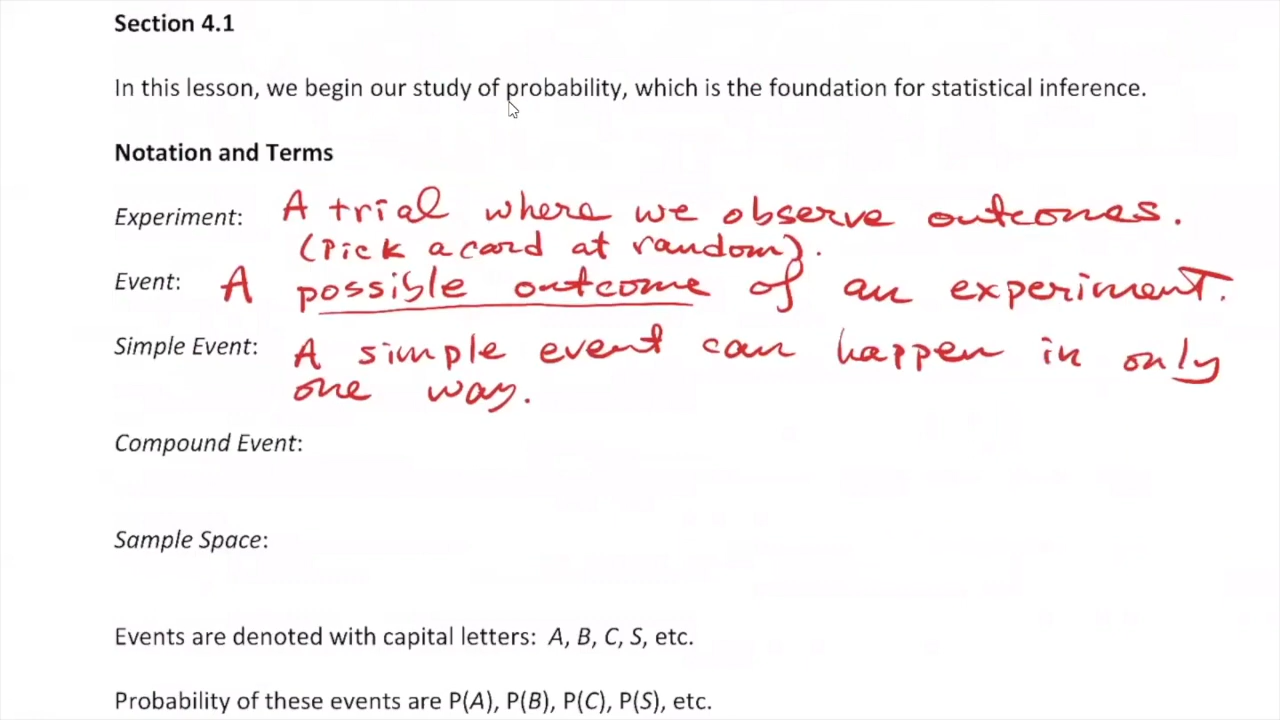 Section 4.1
In this lesson, we begin our study of probability, which is the foundation for statistical inference.
Notation and Terms
Experiment: A trial where we observe outcomes.
(Pick a card at random).
Event: A possible outcome of an experiment.
Simple Event: A simple event can happen in only
one way.
Compound Event:
Sample Space:
Events are denoted with capital letters: A, B, C, S, etc.
Probability of these events are P(A), P(B), P(C), P(S), etc.